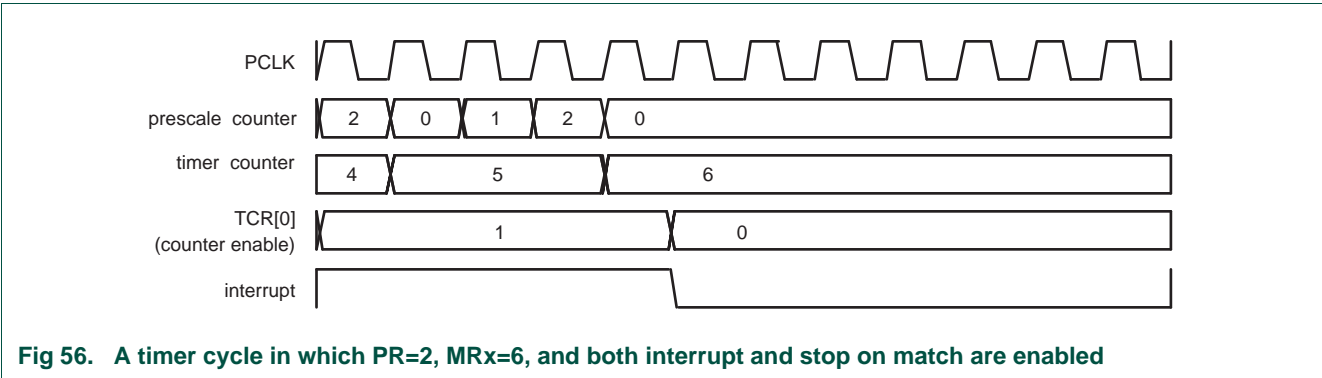 PCLK
prescale counter 2 0 1 2 0
timer counter 4 5 6
TCR[0]
(counter enable) 1 0
interrupt
Fig 56. A timer cycle in which PR=2, MRx=6, and both interrupt and stop on match are enabled